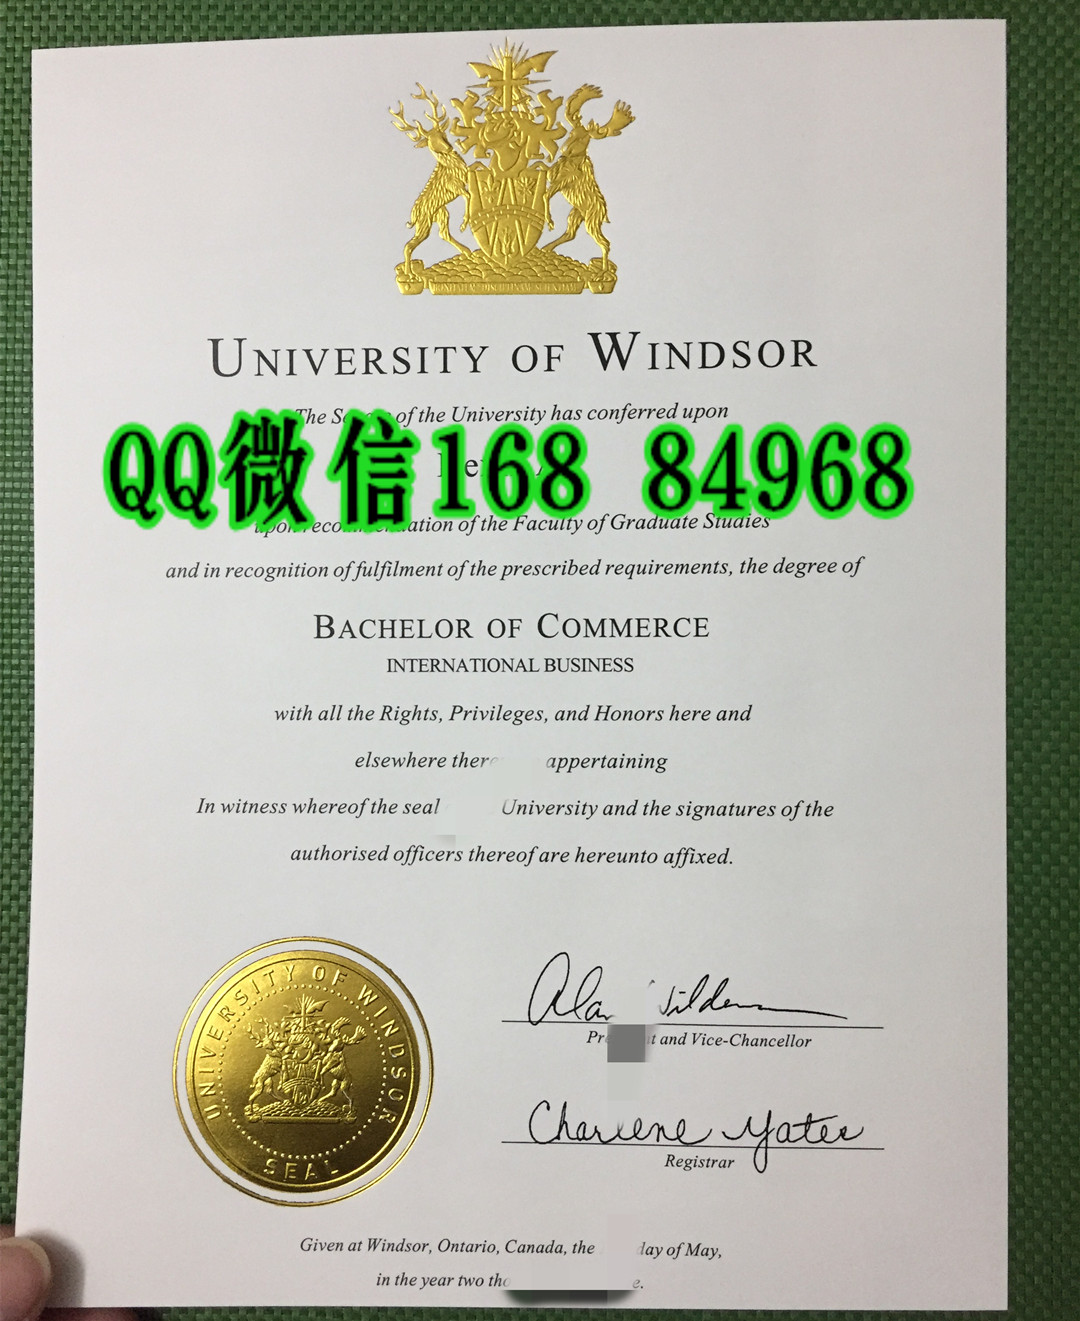 UNIVERSITY OF WINDSOR
The of the University has conferred upon
QQ微信168 84968
of the Faculty of Graduate Studies
and in recognition of fulfilment of the prescribed requirements, the degree of
BACHELOR OF COMMERCE
INTERNATIONAL BUSINESS
with all the Rights, Privileges, and Honors here and
elsewhere appertaining
In witness whereof the seal University and the signatures of the
authorised officers thereof are hereunto affixed.
UNIVERSITY OF WINDSOR
SEAL
Alan Wildeman
and Vice-Chancellor
Charlene Yates
Registrar
Given at Windsor, Ontario, Canada, the day of May,
in the year two